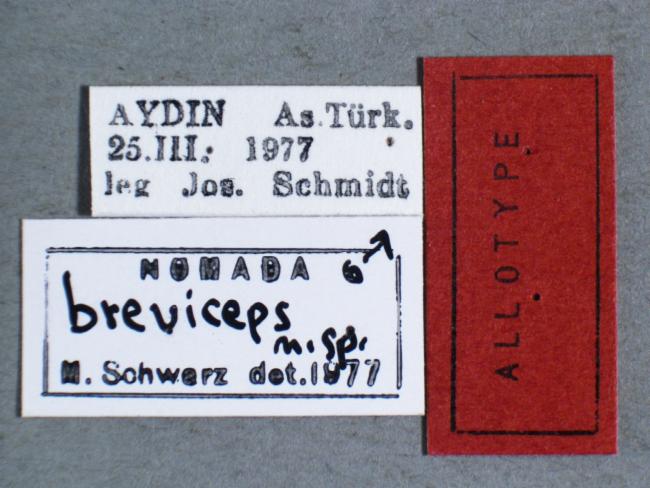 AYDIN As.Türk.
25.III. 1977
leg Jos. Schmidt
NOMADA ♂
breviceps
n.sp.
M. Schwarz det.1977
ALLOTYPE